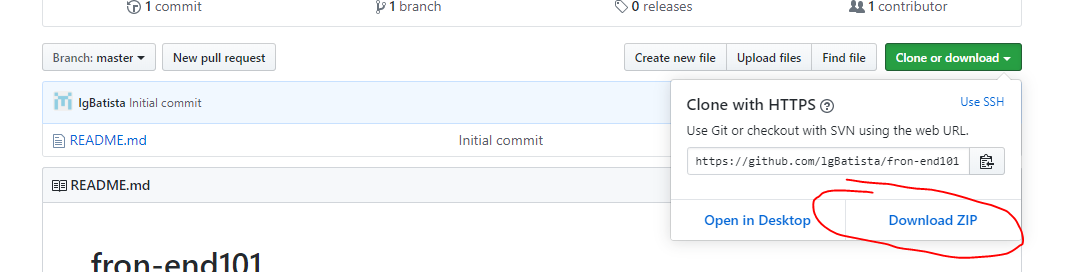 1 commit 1 branch 0 releases 1 contributor
Branch: master New pull request Create new file Upload files Find file Clone or download
lgBatista Initial commit
Clone with HTTPS Use SSH
Use Git or checkout with SVN using the web URL.
README.md Initial commit
https://github.com/lgBatista/fron-end101
README.md
Open in Desktop Download ZIP
fron-end101